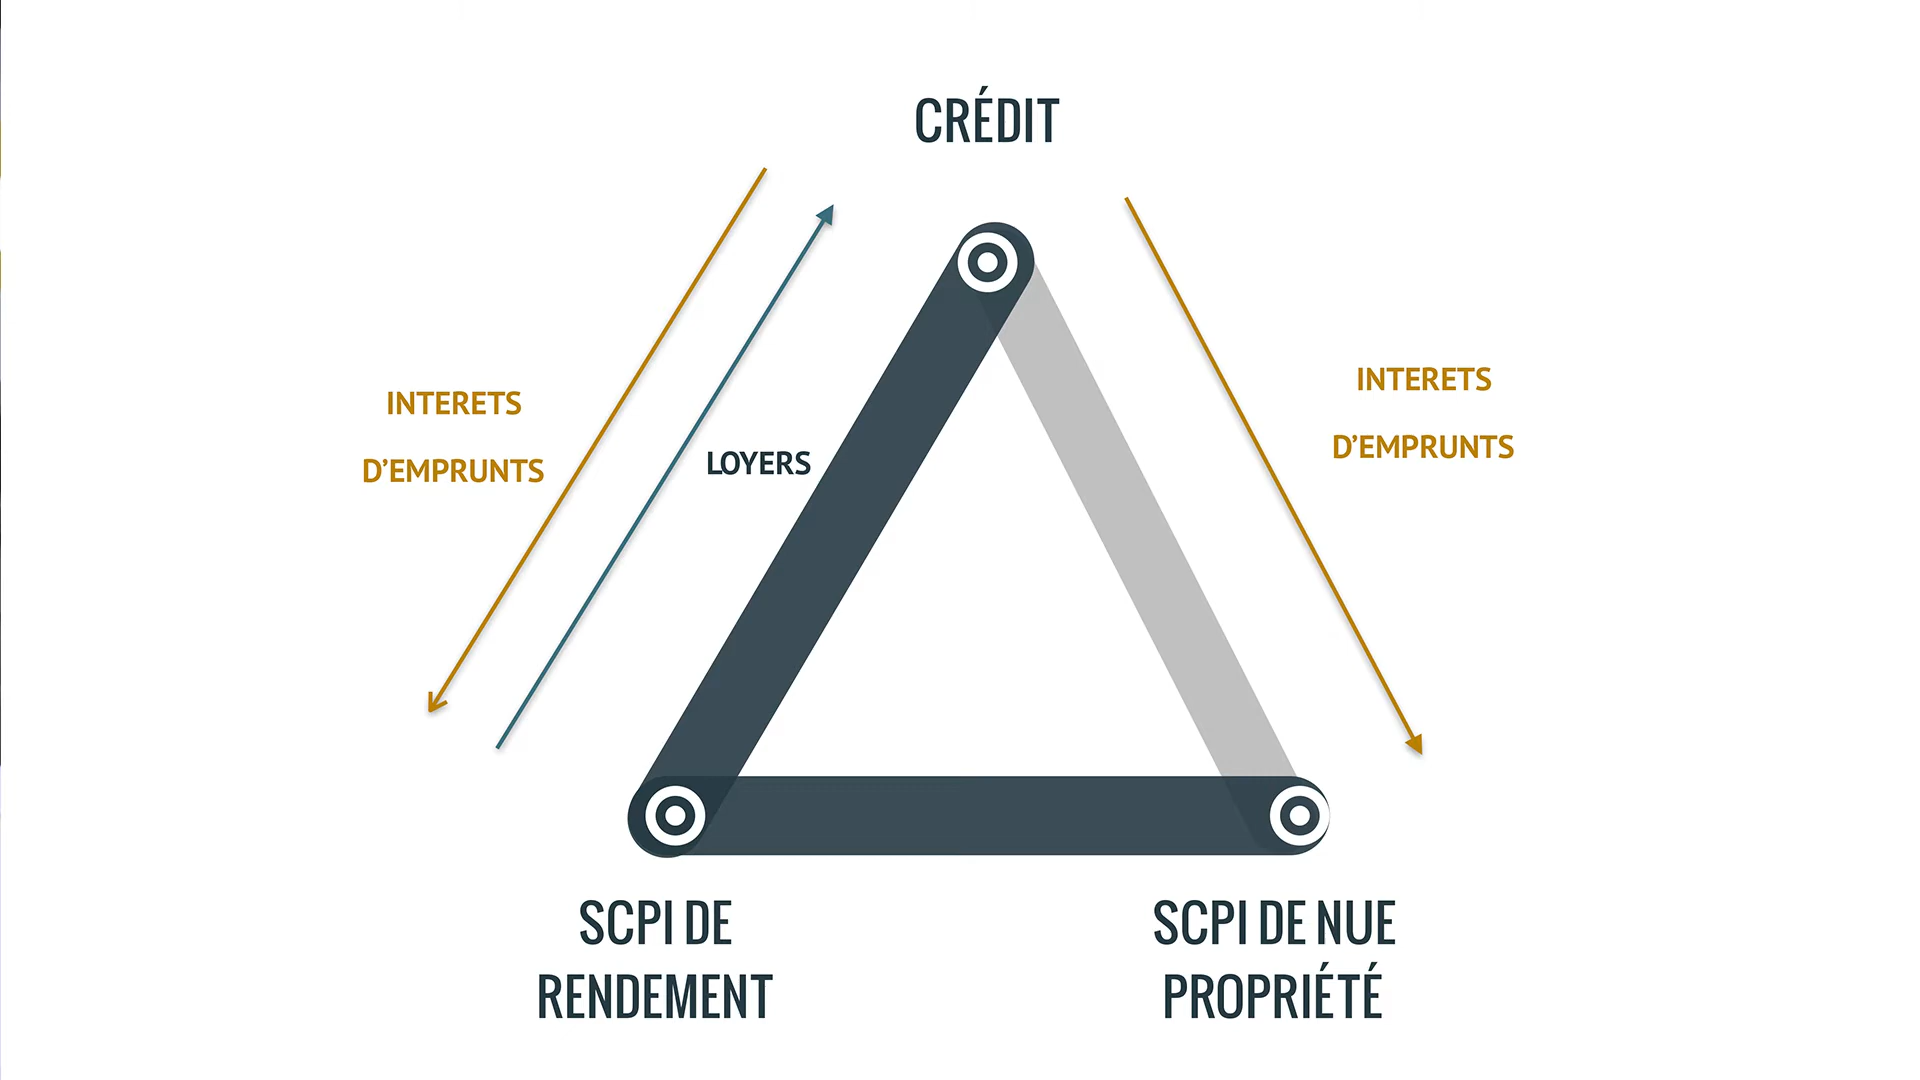 CRÉDIT
INTERETS
D’EMPRUNTS
LOYERS
INTERETS
D’EMPRUNTS
SCPI DE
RENDEMENT
SCPI DE NUE
PROPRIÉTÉ